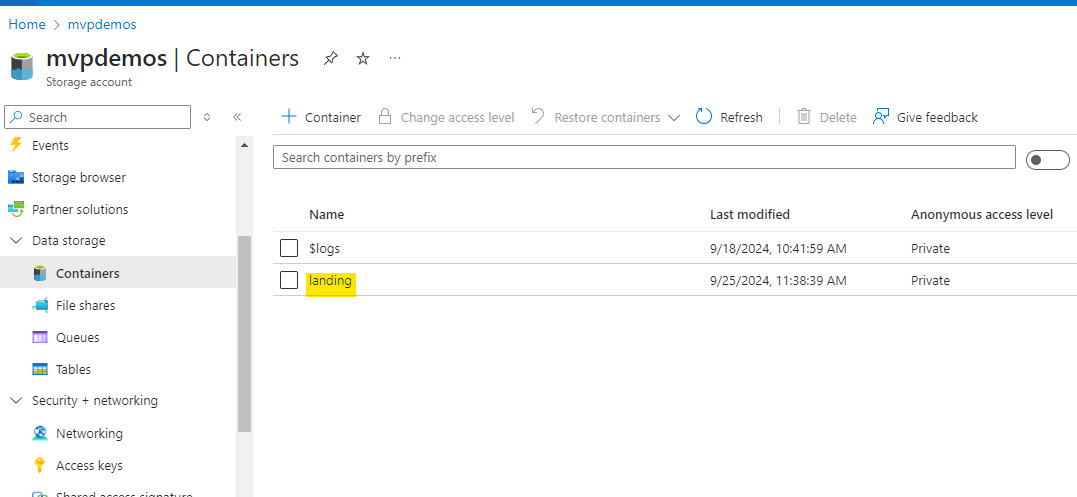 Home > mvpdemos
mvpdemos | Containers
Storage account
Search
Events
Storage browser
Partner solutions
Data storage
Containers
File shares
Queues
Tables
Security + networking
Networking
Access keys
Shared access signature
+ Container
Change access level
Restore containers
Refresh
Delete
Give feedback
Search containers by prefix
Name Last modified Anonymous access level
$logs 9/18/2024, 10:41:59 AM Private
landing 9/25/2024, 11:38:39 AM Private